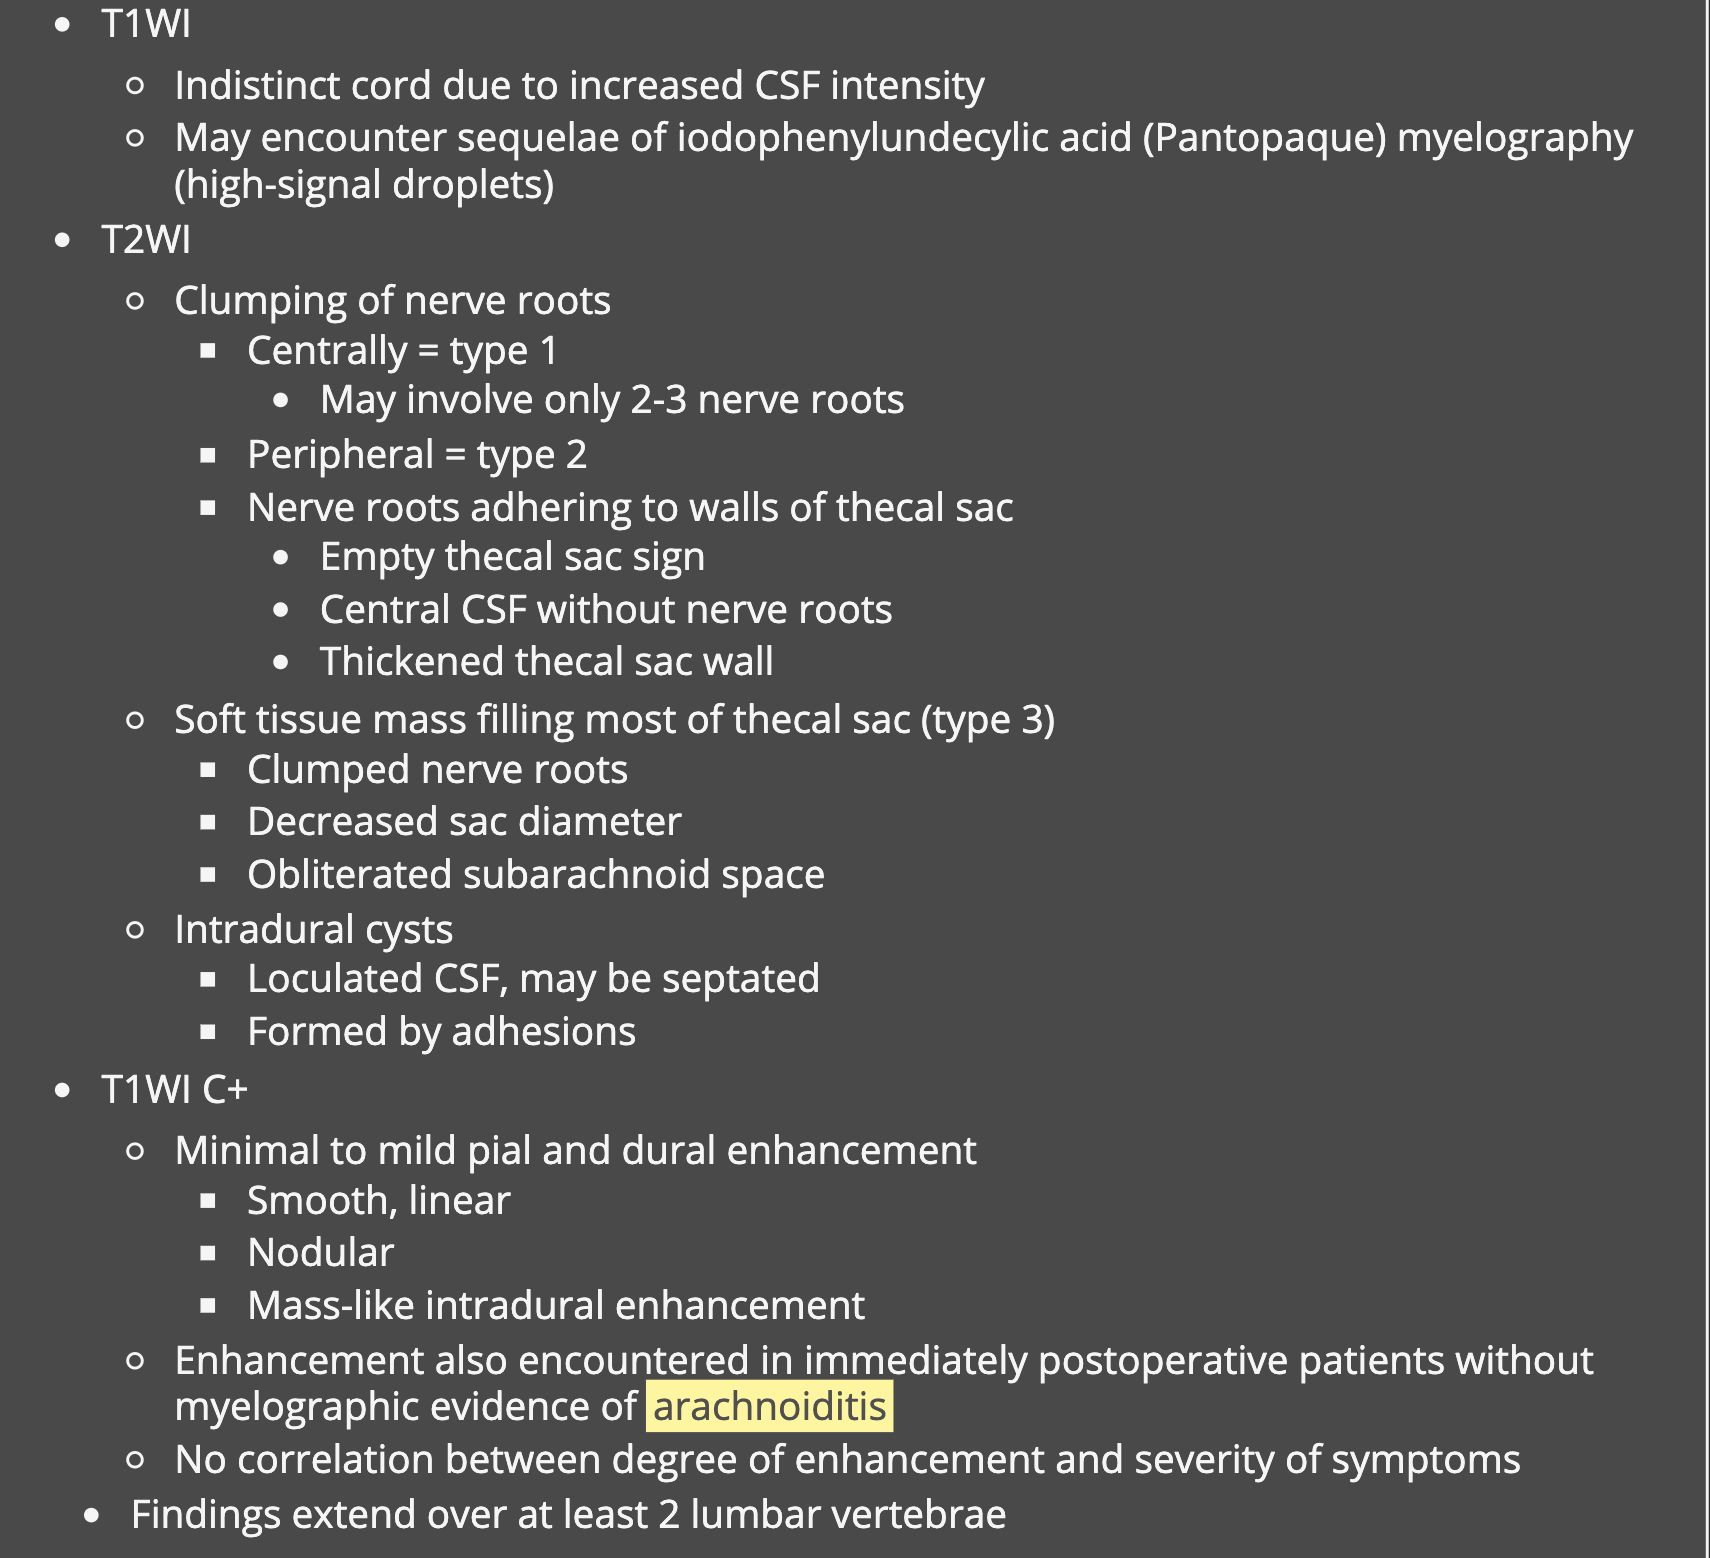 T1WI
Indistinct cord due to increased CSF intensity
May encounter sequelae of iodophenylundecylic acid (Pantopaque) myelography
(high-signal droplets)
T2WI
Clumping of nerve roots
Centrally = type 1
May involve only 2-3 nerve roots
Peripheral = type 2
Nerve roots adhering to walls of thecal sac
Empty thecal sac sign
Central CSF without nerve roots
Thickened thecal sac wall
Soft tissue mass filling most of thecal sac (type 3)
Clumped nerve roots
Decreased sac diameter
Obliterated subarachnoid space
Intradural cysts
Loculated CSF, may be septated
Formed by adhesions
T1WI C+
Minimal to mild pial and dural enhancement
Smooth, linear
Nodular
Mass-like intradural enhancement
Enhancement also encountered in immediately postoperative patients without
myelographic evidence of arachnoiditis
No correlation between degree of enhancement and severity of symptoms
Findings extend over at least 2 lumbar vertebrae